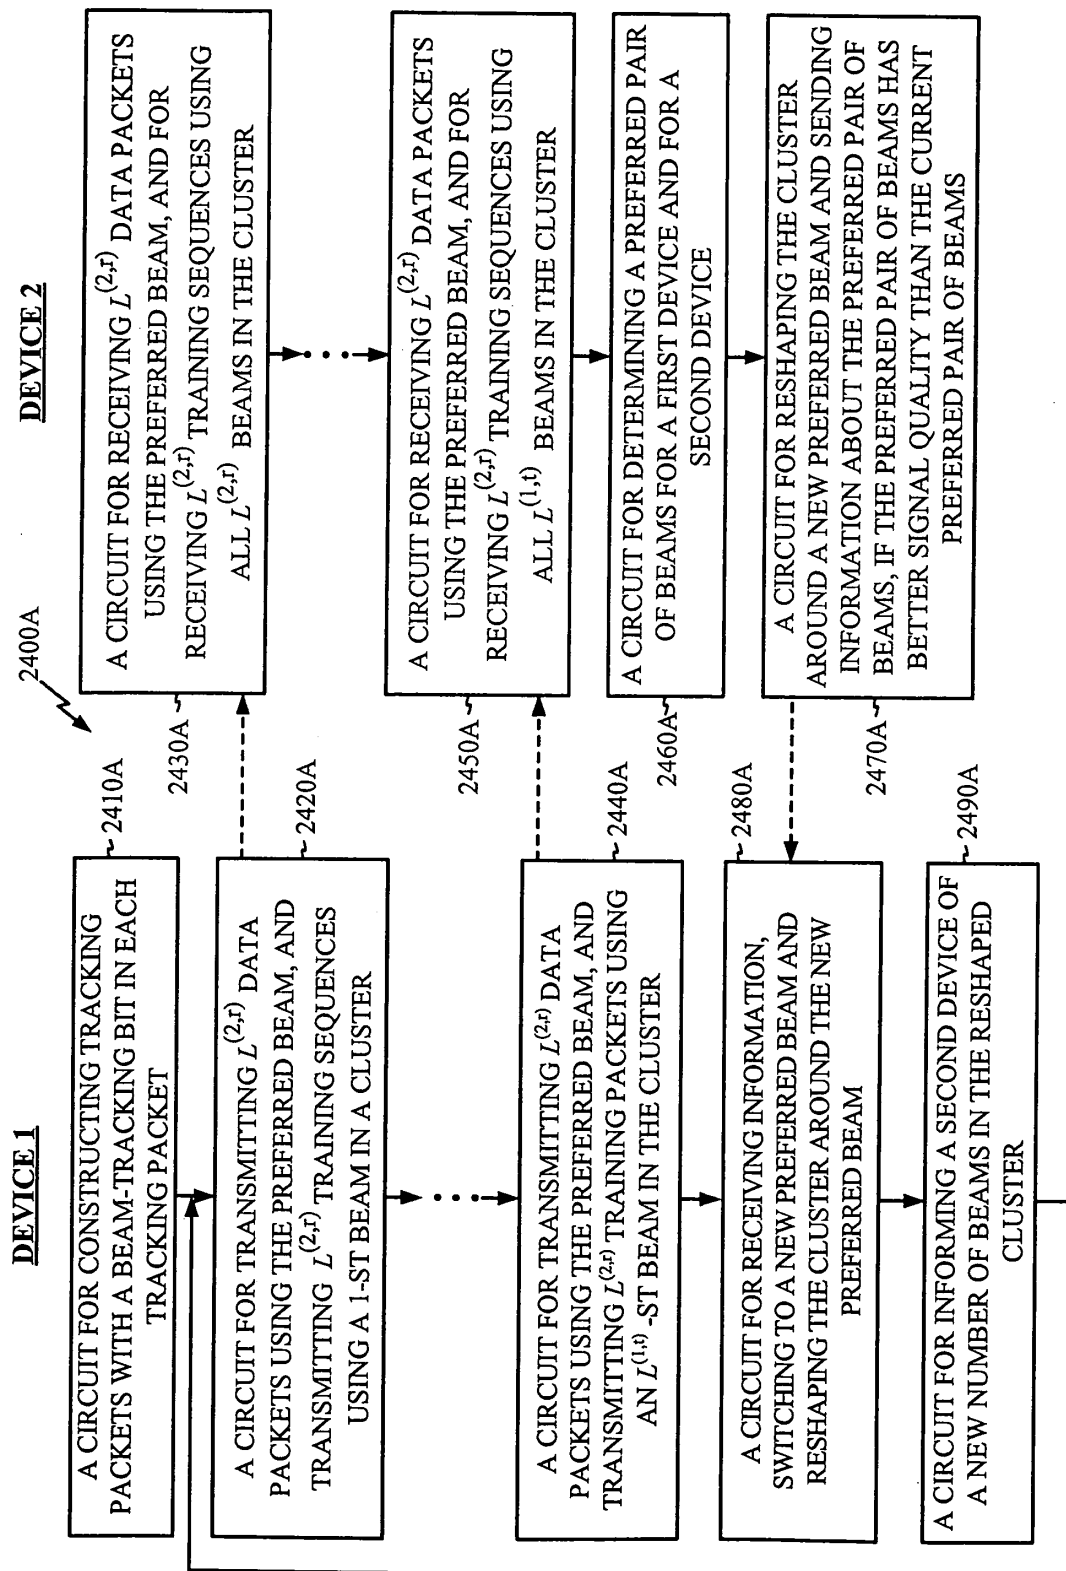 DEVICE 1
DEVICE 2
2400A
A CIRCUIT FOR CONSTRUCTING TRACKING
PACKETS WITH A BEAM-TRACKING BIT IN EACH
TRACKING PACKET
2410A
A CIRCUIT FOR TRANSMITTING L^(2,r) DATA
PACKETS USING THE PREFERRED BEAM, AND
TRANSMITTING L^(2,r) TRAINING SEQUENCES
USING A 1-ST BEAM IN A CLUSTER
2420A
A CIRCUIT FOR RECEIVING L^(2,r) DATA PACKETS
USING THE PREFERRED BEAM, AND FOR
RECEIVING L^(2,r) TRAINING SEQUENCES USING
ALL L^(2,r) BEAMS IN THE CLUSTER
2430A
A CIRCUIT FOR TRANSMITTING L^(2,r) DATA
PACKETS USING THE PREFERRED BEAM, AND
TRANSMITTING L^(2,r) TRAINING PACKETS USING
AN L^(1,t) -ST BEAM IN THE CLUSTER
2440A
A CIRCUIT FOR RECEIVING L^(2,r) DATA PACKETS
USING THE PREFERRED BEAM, AND FOR
RECEIVING L^(2,r) TRAINING SEQUENCES USING
ALL L^(1,t) BEAMS IN THE CLUSTER
2450A
A CIRCUIT FOR DETERMINING A PREFERRED PAIR
OF BEAMS FOR A FIRST DEVICE AND FOR A
SECOND DEVICE
2460A
A CIRCUIT FOR RESHAPING THE CLUSTER
AROUND A NEW PREFERRED BEAM AND SENDING
INFORMATION ABOUT THE PREFERRED PAIR OF
BEAMS, IF THE PREFERRED PAIR OF BEAMS HAS
BETTER SIGNAL QUALITY THAN THE CURRENT
PREFERRED PAIR OF BEAMS
2470A
A CIRCUIT FOR RECEIVING INFORMATION,
SWITCHING TO A NEW PREFERRED BEAM AND
RESHAPING THE CLUSTER AROUND THE NEW
PREFERRED BEAM
2480A
A CIRCUIT FOR INFORMING A SECOND DEVICE OF
A NEW NUMBER OF BEAMS IN THE RESHAPED
CLUSTER
2490A